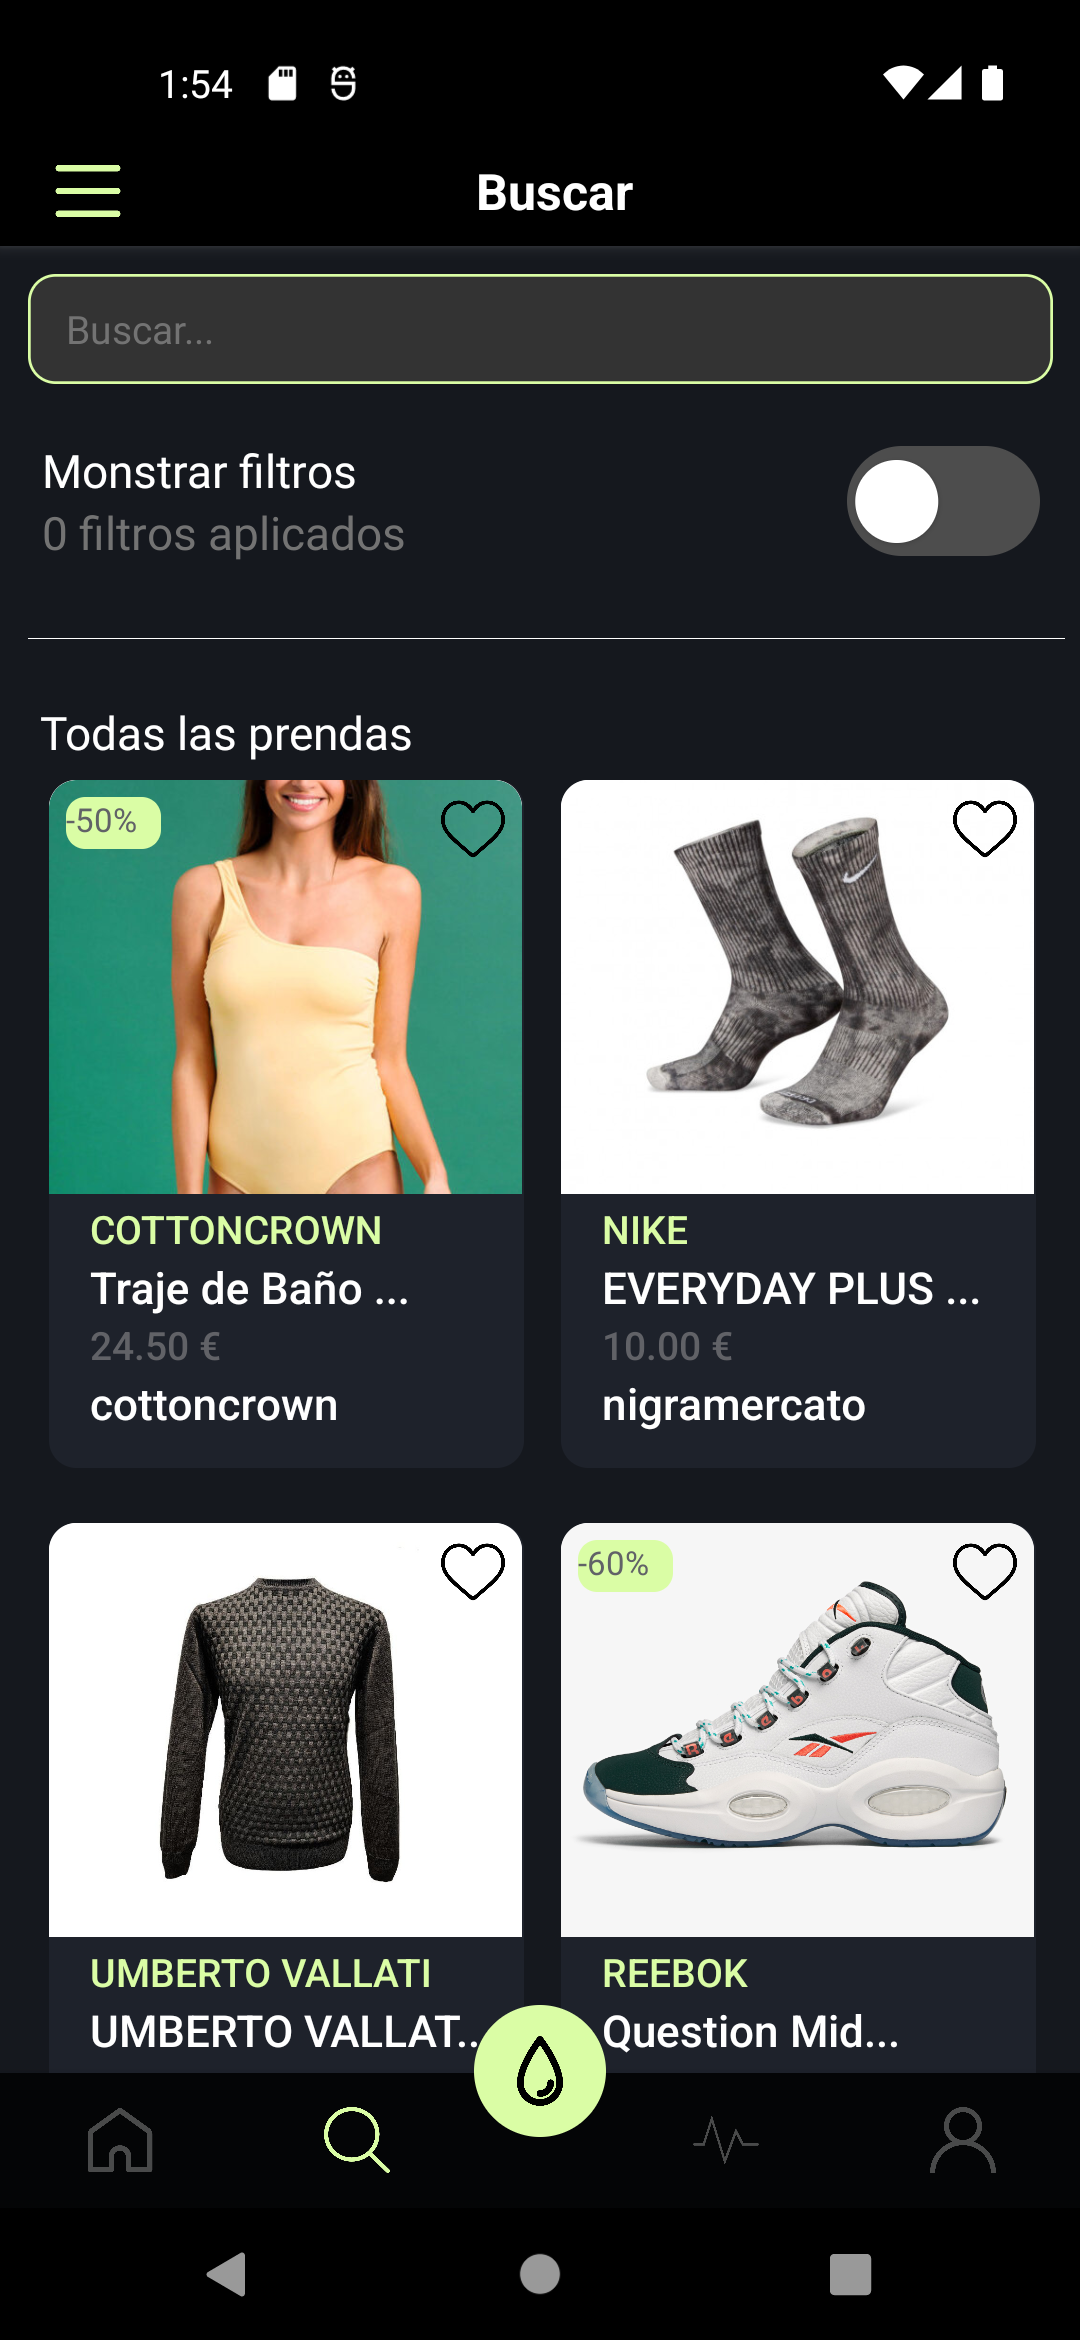 1:54
Buscar
Buscar...
Monstrar filtros
0 filtros aplicados
Todas las prendas
-50%
COTTONCROWN
Traje de Baño ...
24.50 €
cottoncrown
NIKE
EVERYDAY PLUS ...
10.00 €
nigramercato
-60%
UMBERTO VALLATI
UMBERTO VALLAT..
REEBOK
Question Mid...